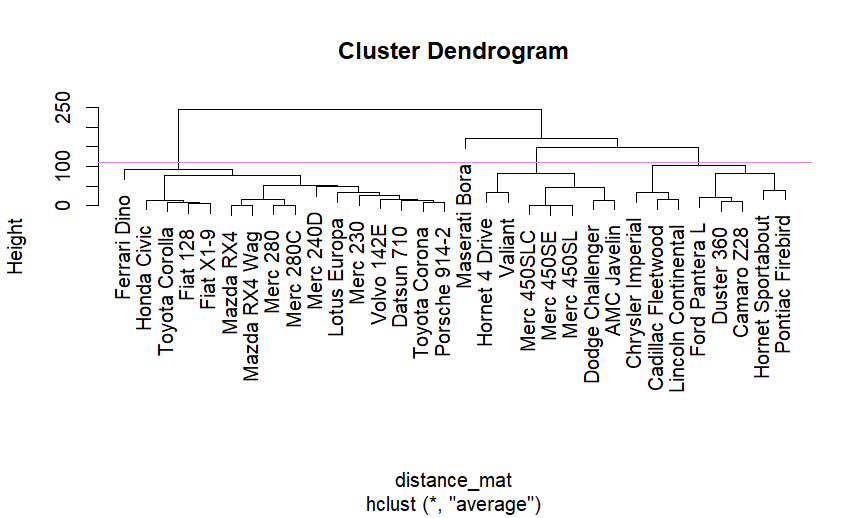 Cluster Dendrogram
Height
250
100
0
Ferrari Dino
Honda Civic
Toyota Corolla
Fiat 128
Fiat X1-9
Mazda RX4
Mazda RX4 Wag
Merc 280
Merc 280C
Merc 240D
Lotus Europa
Merc 230
Volvo 142E
Datsun 710
Toyota Corona
Porsche 914-2
Maserati Bora
Hornet 4 Drive
Valiant
Merc 450SLC
Merc 450SE
Merc 450SL
Dodge Challenger
AMC Javelin
Chrysler Imperial
Cadillac Fleetwood
Lincoln Continental
Ford Pantera L
Duster 360
Camaro Z28
Hornet Sportabout
Pontiac Firebird
distance_mat
hclust (*, "average")